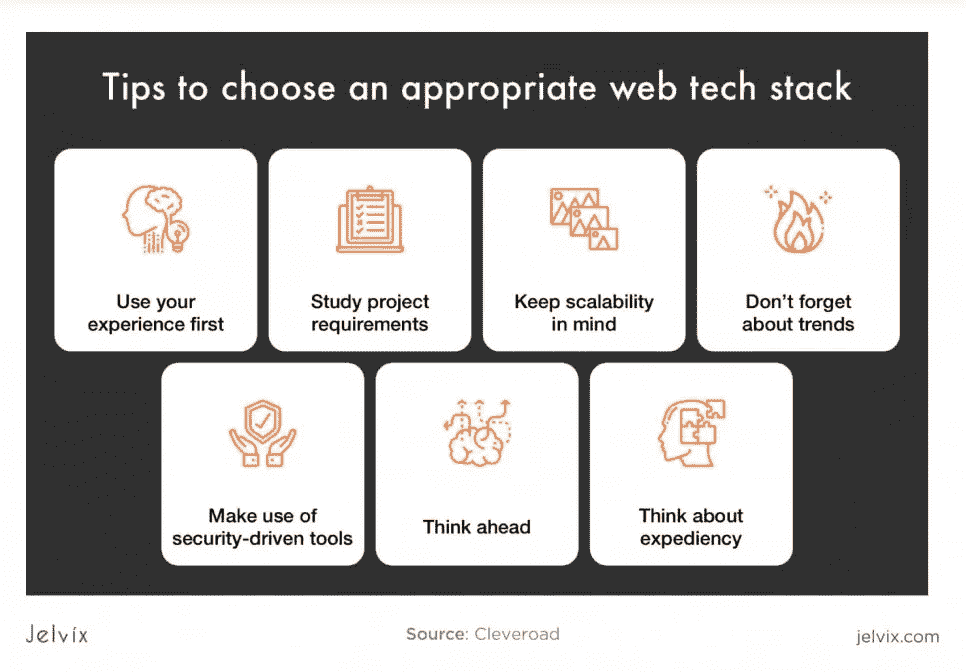 Tips to choose an appropriate web tech stack
Use your
experience first
Study project
requirements
Keep scalability
in mind
Don't forget
about trends
Make use of
security-driven tools
Think ahead
Think about
expediency
Jelvíx
Source: Cleveroad
jelvix.com